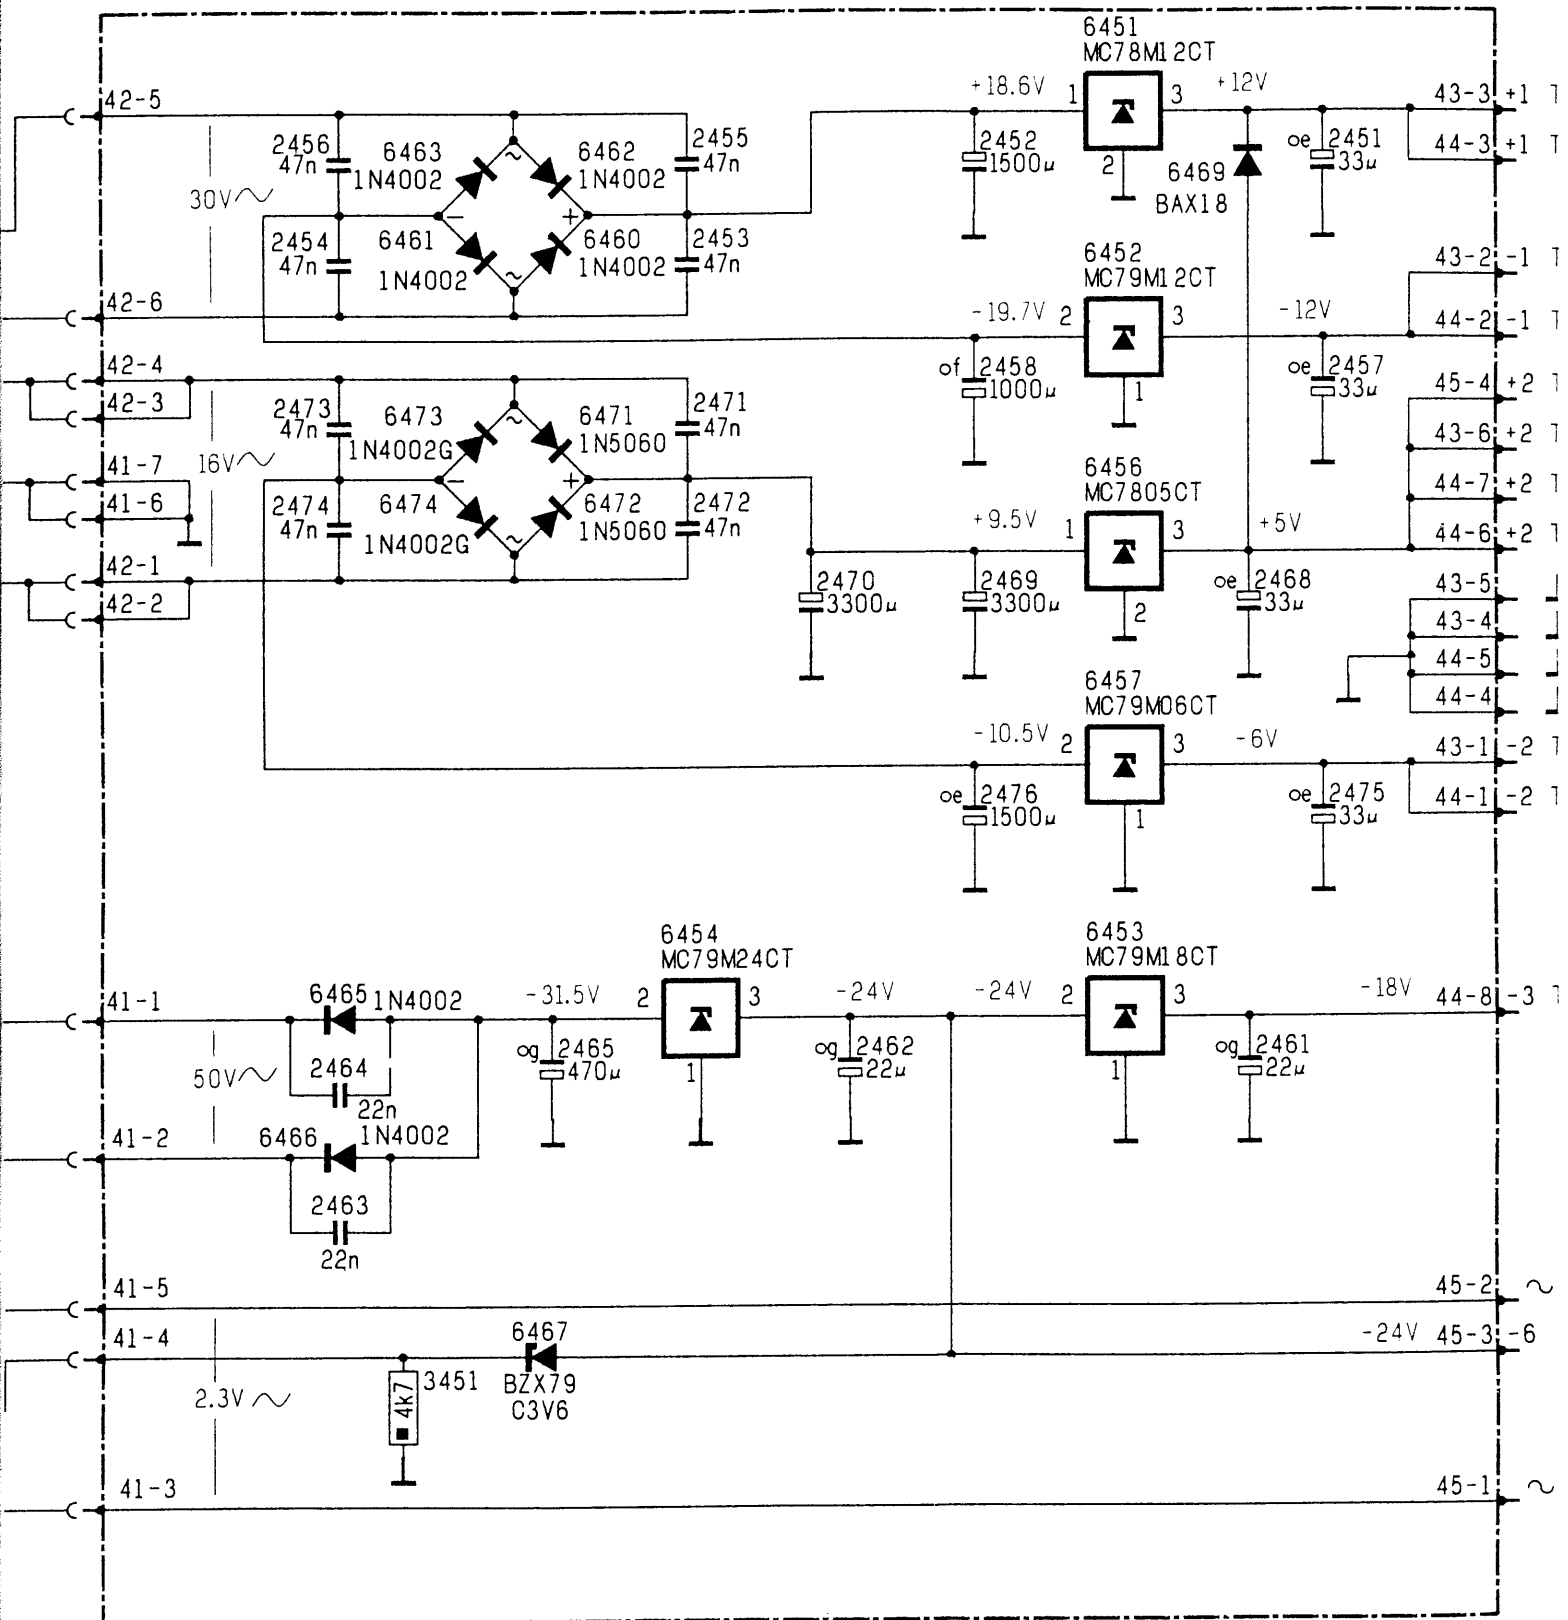 6451
MC78M12CT
42-5
+18.6V
1
3
+12V
43-3
+1 T
2456
47n
6463
1N4002
~
6462
1N4002
2455
47n
2452
1500µ
2
6469
BAX18
oe
2451
33µ
44-3
+1 T
30V~
-
+
2454
47n
6461
1N4002
~
6460
1N4002
2453
47n
6452
MC79M12CT
43-2
-1 T
42-6
-19.7V
2
3
-12V
44-2
-1 T
42-4
of
2458
1000µ
1
oe
2457
33µ
45-4
+2 T
42-3
2473
47n
6473
1N4002G
~
6471
1N5060
2471
47n
43-6
+2 T
16V~
41-7
-
+
6456
MC7805CT
44-7
+2 T
41-6
2474
47n
6474
1N4002G
~
6472
1N5060
2472
47n
+9.5V
1
3
+5V
44-6
+2 T
42-1
2470
3300µ
2469
3300µ
2
oe
2468
33µ
43-5
42-2
43-4
44-5
44-4
6457
MC79M06CT
-10.5V
2
3
-6V
43-1
-2 T
oe
2476
1500µ
1
oe
2475
33µ
44-1
-2 T
6454
MC79M24CT
6453
MC79M18CT
41-1
6465
1N4002
-31.5V
2
3
-24V
-24V
2
3
-18V
44-8
-3 T
50V~
2464
22n
og
2465
470µ
1
og
2462
22µ
1
og
2461
22µ
41-2
6466
1N4002
2463
22n
41-5
45-2
~
41-4
6467
BZX79
C3V6
-24V
45-3
-6
2.3V~
4k7
3451
41-3
45-1
~